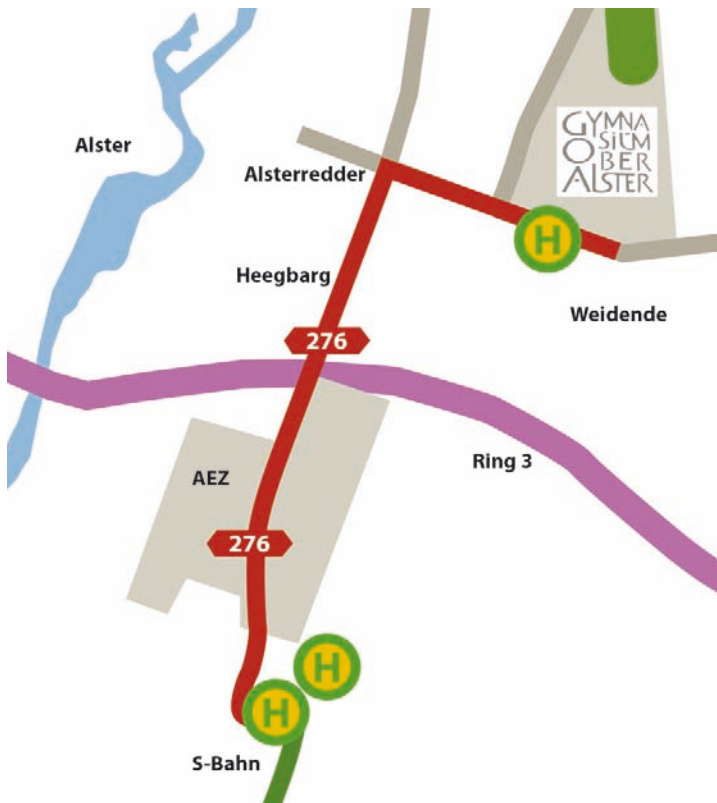 GYMNA
SIUM
OBER
ALSTER
Alster
Alsterredder
H
Heegbarg
Weidende
276
Ring 3
AEZ
276
H
H
S-Bahn